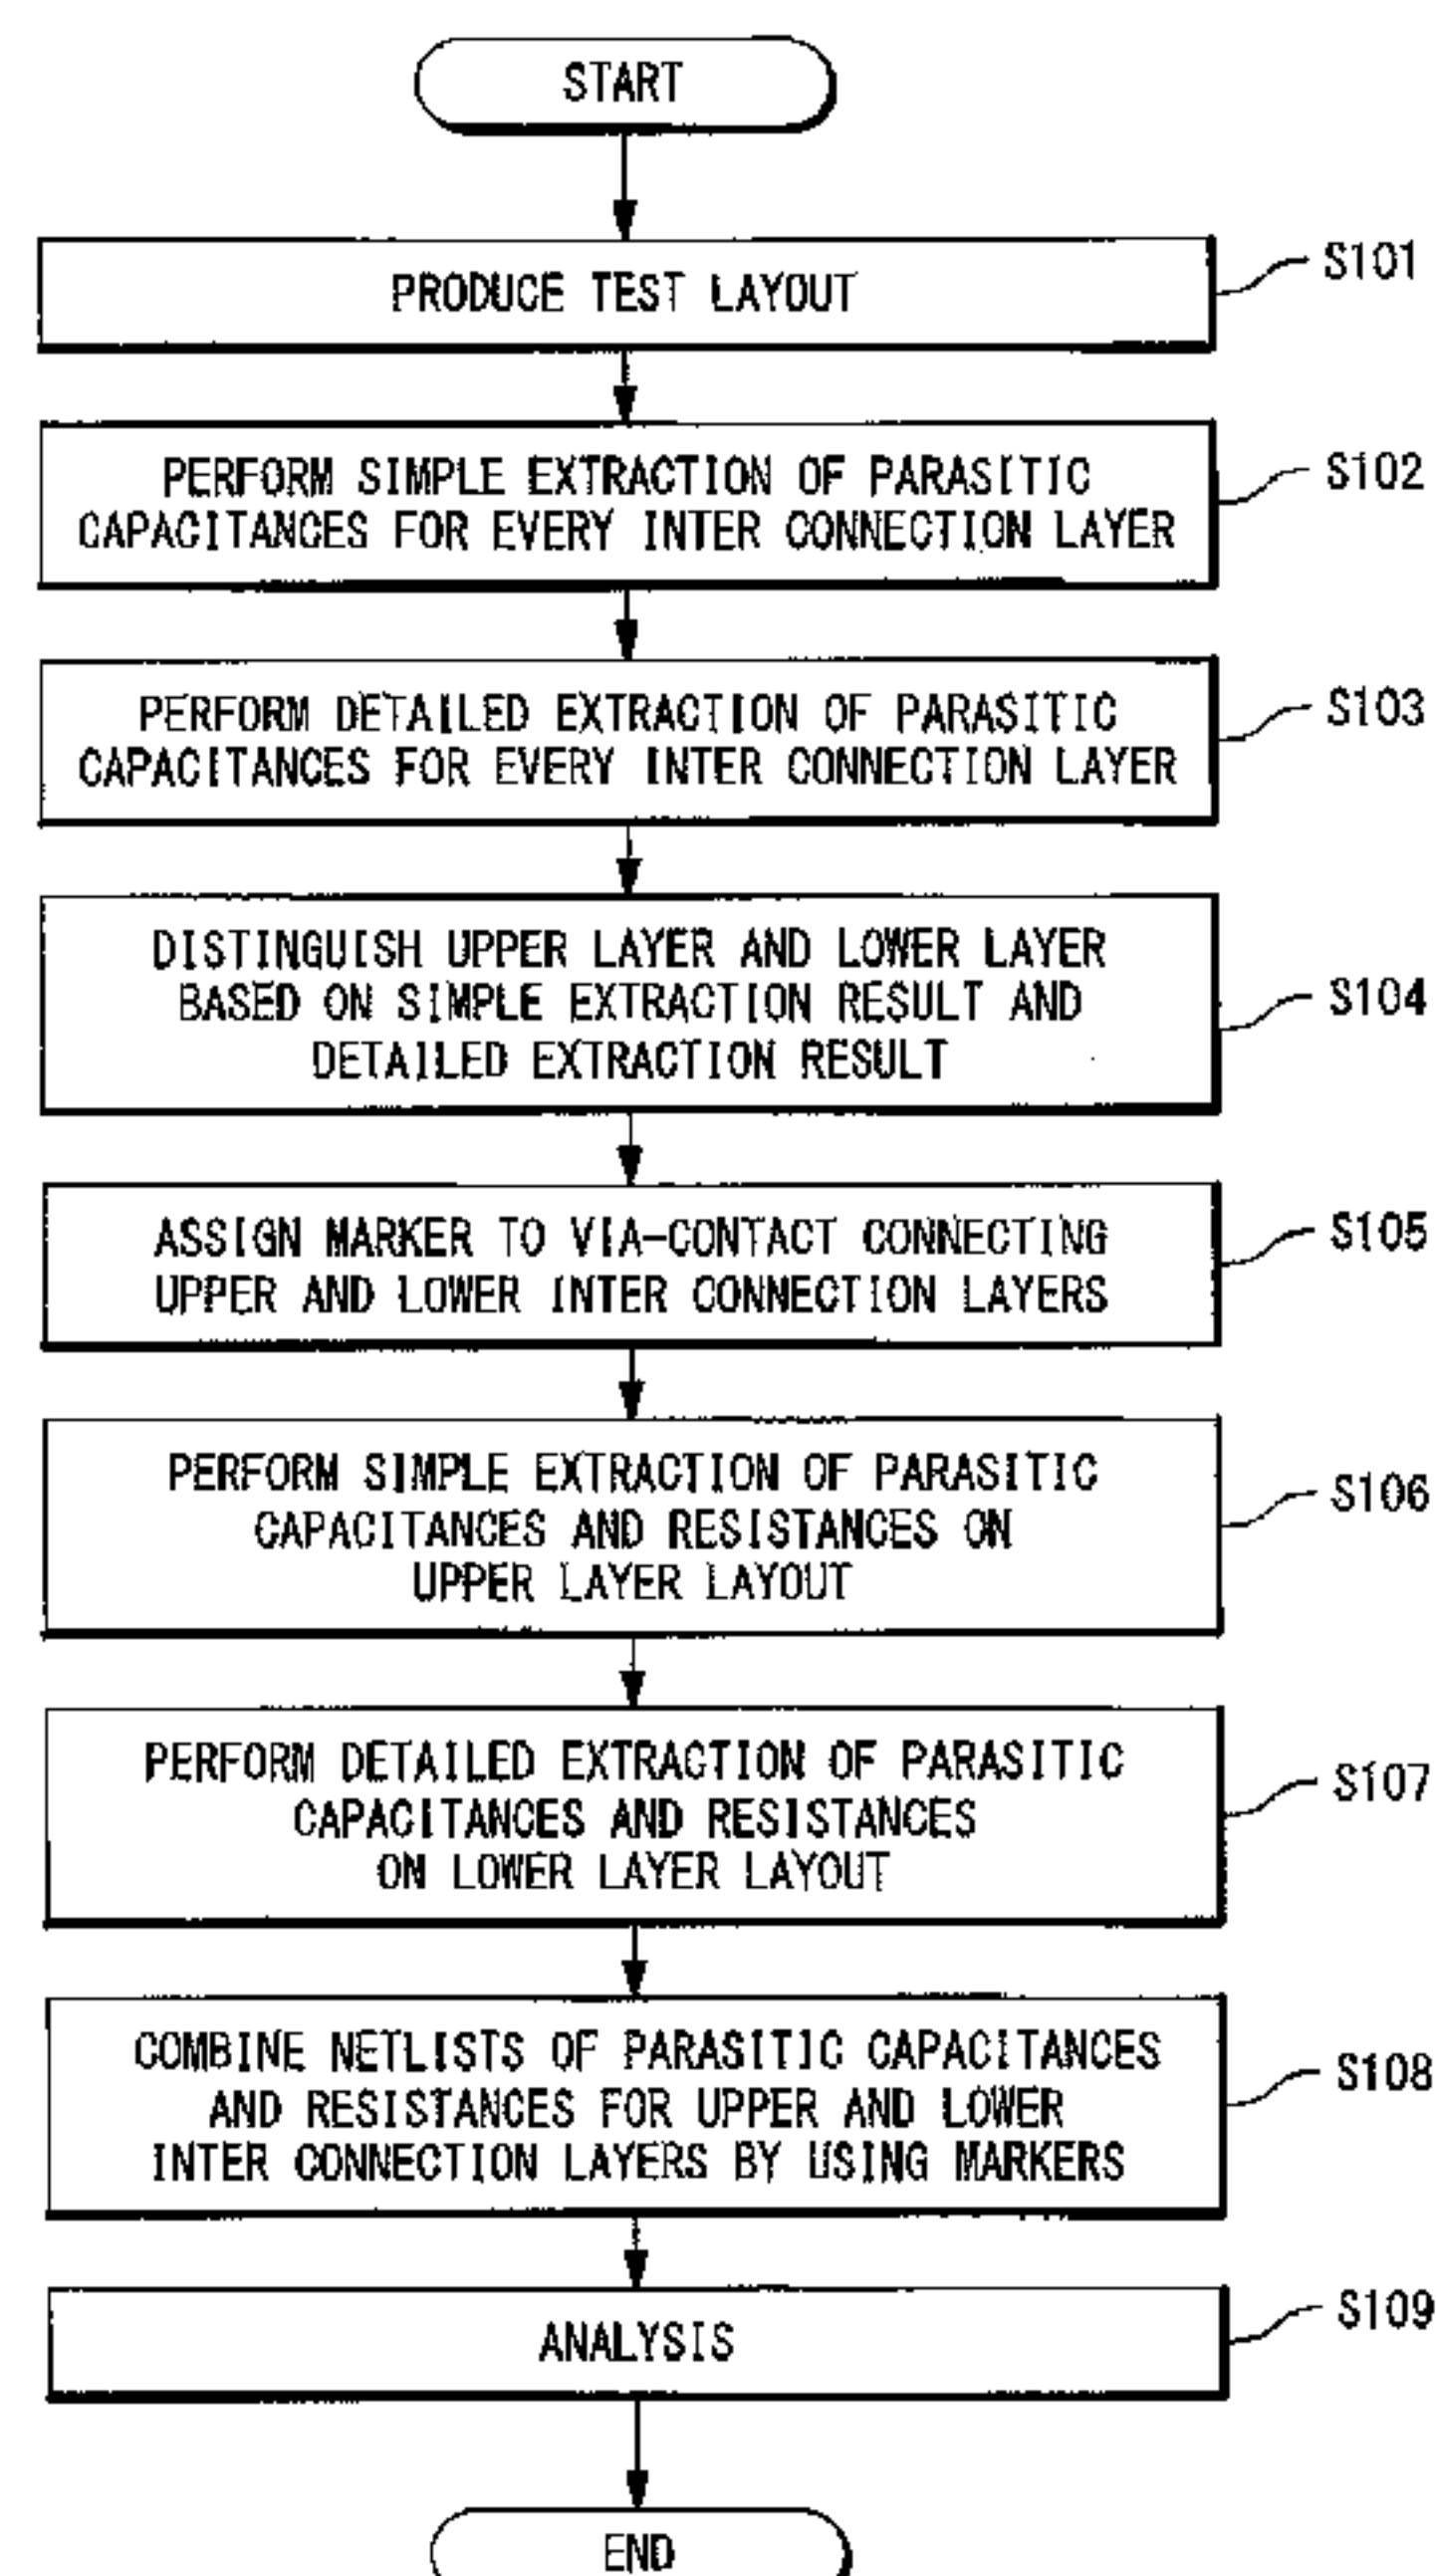 START
PRODUCE TEST LAYOUT
S101
PERFORM SIMPLE EXTRACTION OF PARASITIC
CAPACITANCES FOR EVERY INTER CONNECTION LAYER
S102
PERFORM DETAILED EXTRACTION OF PARASITIC
CAPACITANCES FOR EVERY INTER CONNECTION LAYER
S103
DISTINGUISH UPPER LAYER AND LOWER LAYER
BASED ON SIMPLE EXTRACTION RESULT AND
DETAILED EXTRACTION RESULT
S104
ASSIGN MARKER TO VIA-CONTACT CONNECTING
UPPER AND LOWER INTER CONNECTION LAYERS
S105
PERFORM SIMPLE EXTRACTION OF PARASITIC
CAPACITANCES AND RESISTANCES ON
UPPER LAYER LAYOUT
S106
PERFORM DETAILED EXTRACTION OF PARASITIC
CAPACITANCES AND RESISTANCES
ON LOWER LAYER LAYOUT
S107
COMBINE NETLISTS OF PARASITIC CAPACITANCES
AND RESISTANCES FOR UPPER AND LOWER
INTER CONNECTION LAYERS BY USING MARKERS
S108
ANALYSIS
S109
END